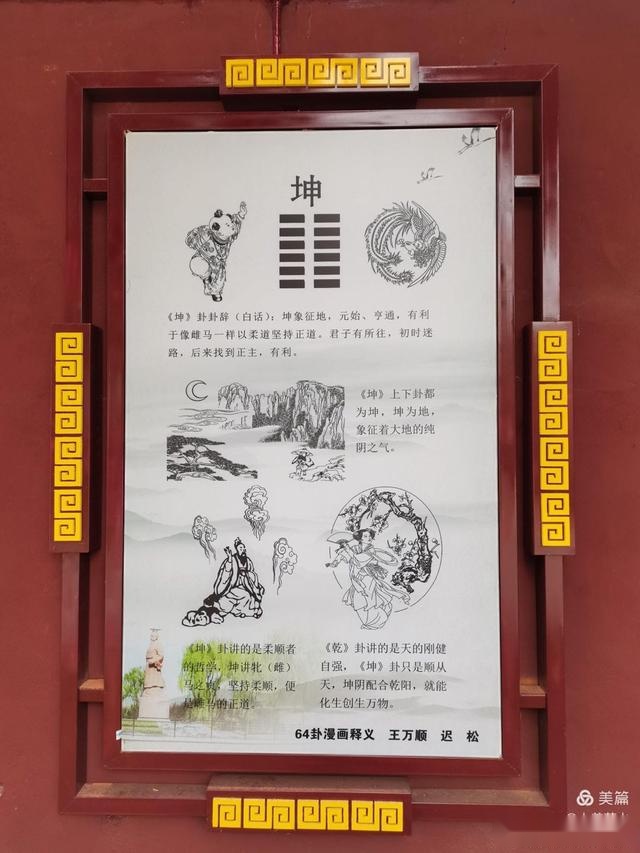 坤
《坤》卦卦辞（白话）：坤象征地，元始、亨通，有利
于像雌马一样以柔道坚持正道。君子有所往，初时迷
路，后来找到正主，有利。
《坤》上下卦都
为坤，坤为地，
象征着大地的纯
阴之气。
《坤》卦讲的是柔顺者
的哲学，坤讲牝（雌）
马之贞，坚持柔顺，便
是雌马的正道。
《乾》卦讲的是天的刚健
自强，《坤》卦只是顺从
天，坤阴配合乾阳，就能
化生创生万物。
64卦漫画释义 王万顺 迟 松
美篇